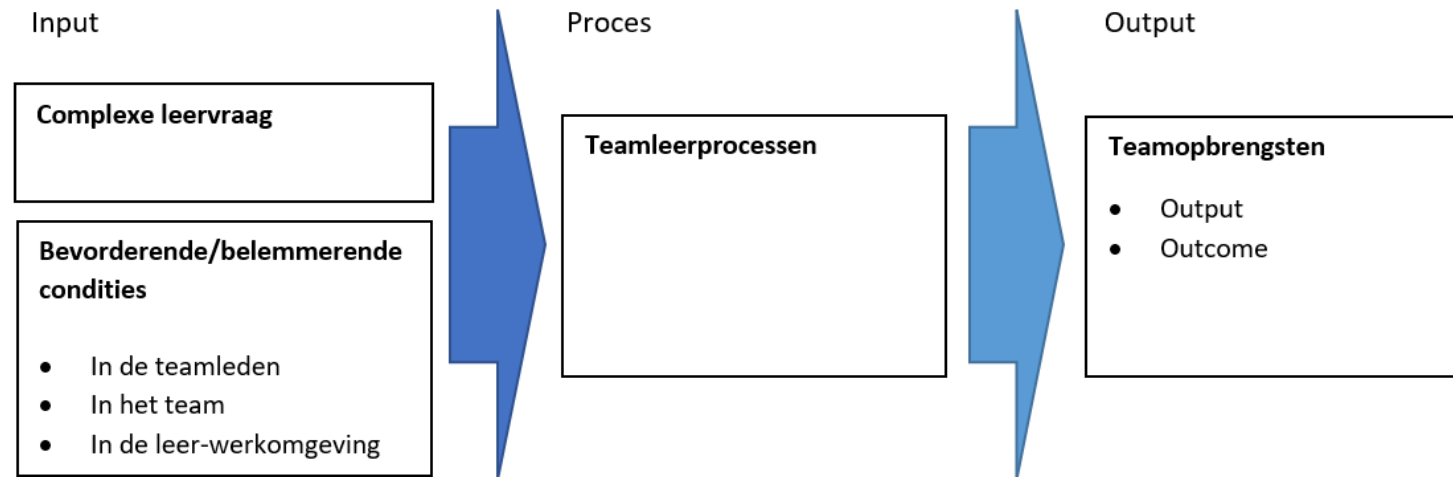 Input
Complexe leervraag
Bevorderende/belemmerende
condities
• In de teamleden
• In het team
• In de leer-werkomgeving
Proces
Teamleerprocessen
Output
Teamopbrengsten
• Output
• Outcome